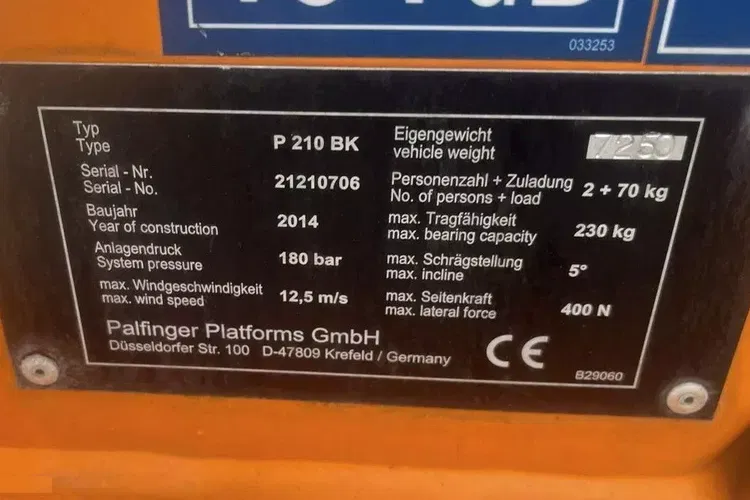 033253
Typ
Type
P 210 BK
Serial - Nr.
Serial - No.
21210706
Baujahr
Year of construction
2014
Anlagendruck
System pressure
180 bar
max. Windgeschwindigkeit
max. wind speed
12,5 m/s
Eigengewicht
vehicle weight
7260
Personenzahl + Zuladung
No. of persons + load
2 + 70 kg
max. Tragfähigkeit
max. bearing capacity
230 kg
max. Schrägstellung
max. incline
5°
max. Seitenkraft
max. lateral force
400 N
Palfinger Platforms GmbH
Düsseldorfer Str. 100 D-47809 Krefeld / Germany
CE
B29060